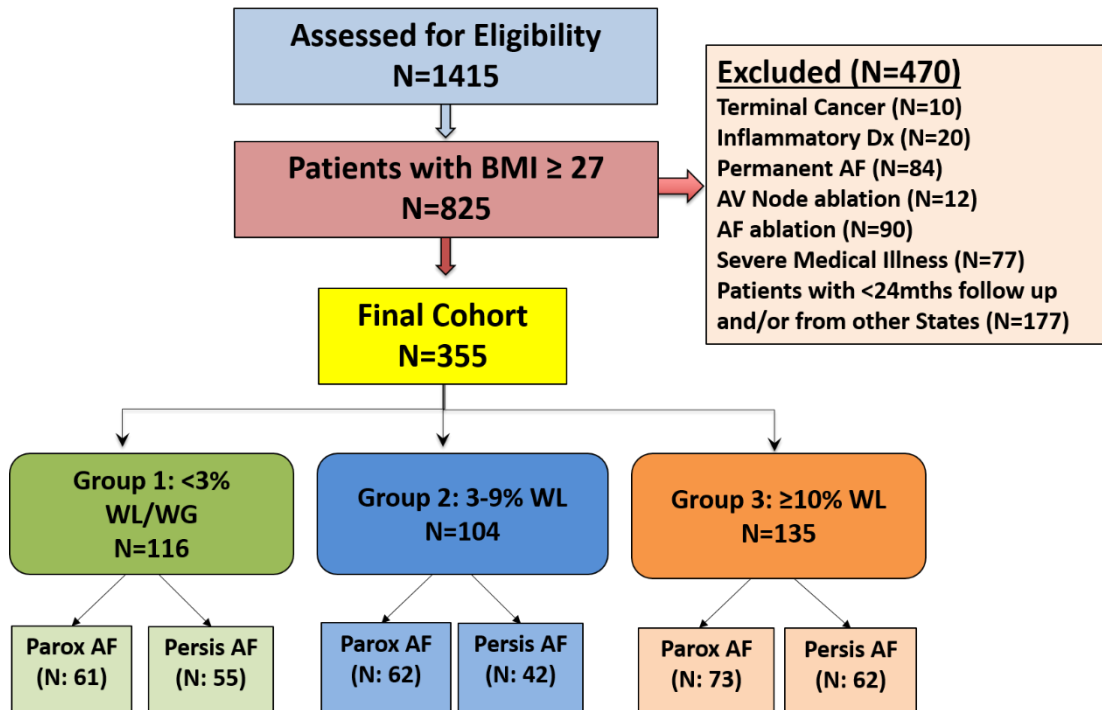 Assessed for Eligibility
N=1415
Patients with BMI ≥ 27
N=825
Excluded (N=470)
Terminal Cancer (N=10)
Inflammatory Dx (N=20)
Permanent AF (N=84)
AV Node ablation (N=12)
AF ablation (N=90)
Severe Medical Illness (N=77)
Patients with <24mths follow up
and/or from other States (N=177)
Final Cohort
N=355
Group 1: <3%
WL/WG
N=116
Group 2: 3-9% WL
N=104
Group 3: ≥10% WL
N=135
Parox AF
(N: 61)
Persis AF
(N: 55)
Parox AF
(N: 62)
Persis AF
(N: 42)
Parox AF
(N: 73)
Persis AF
(N: 62)